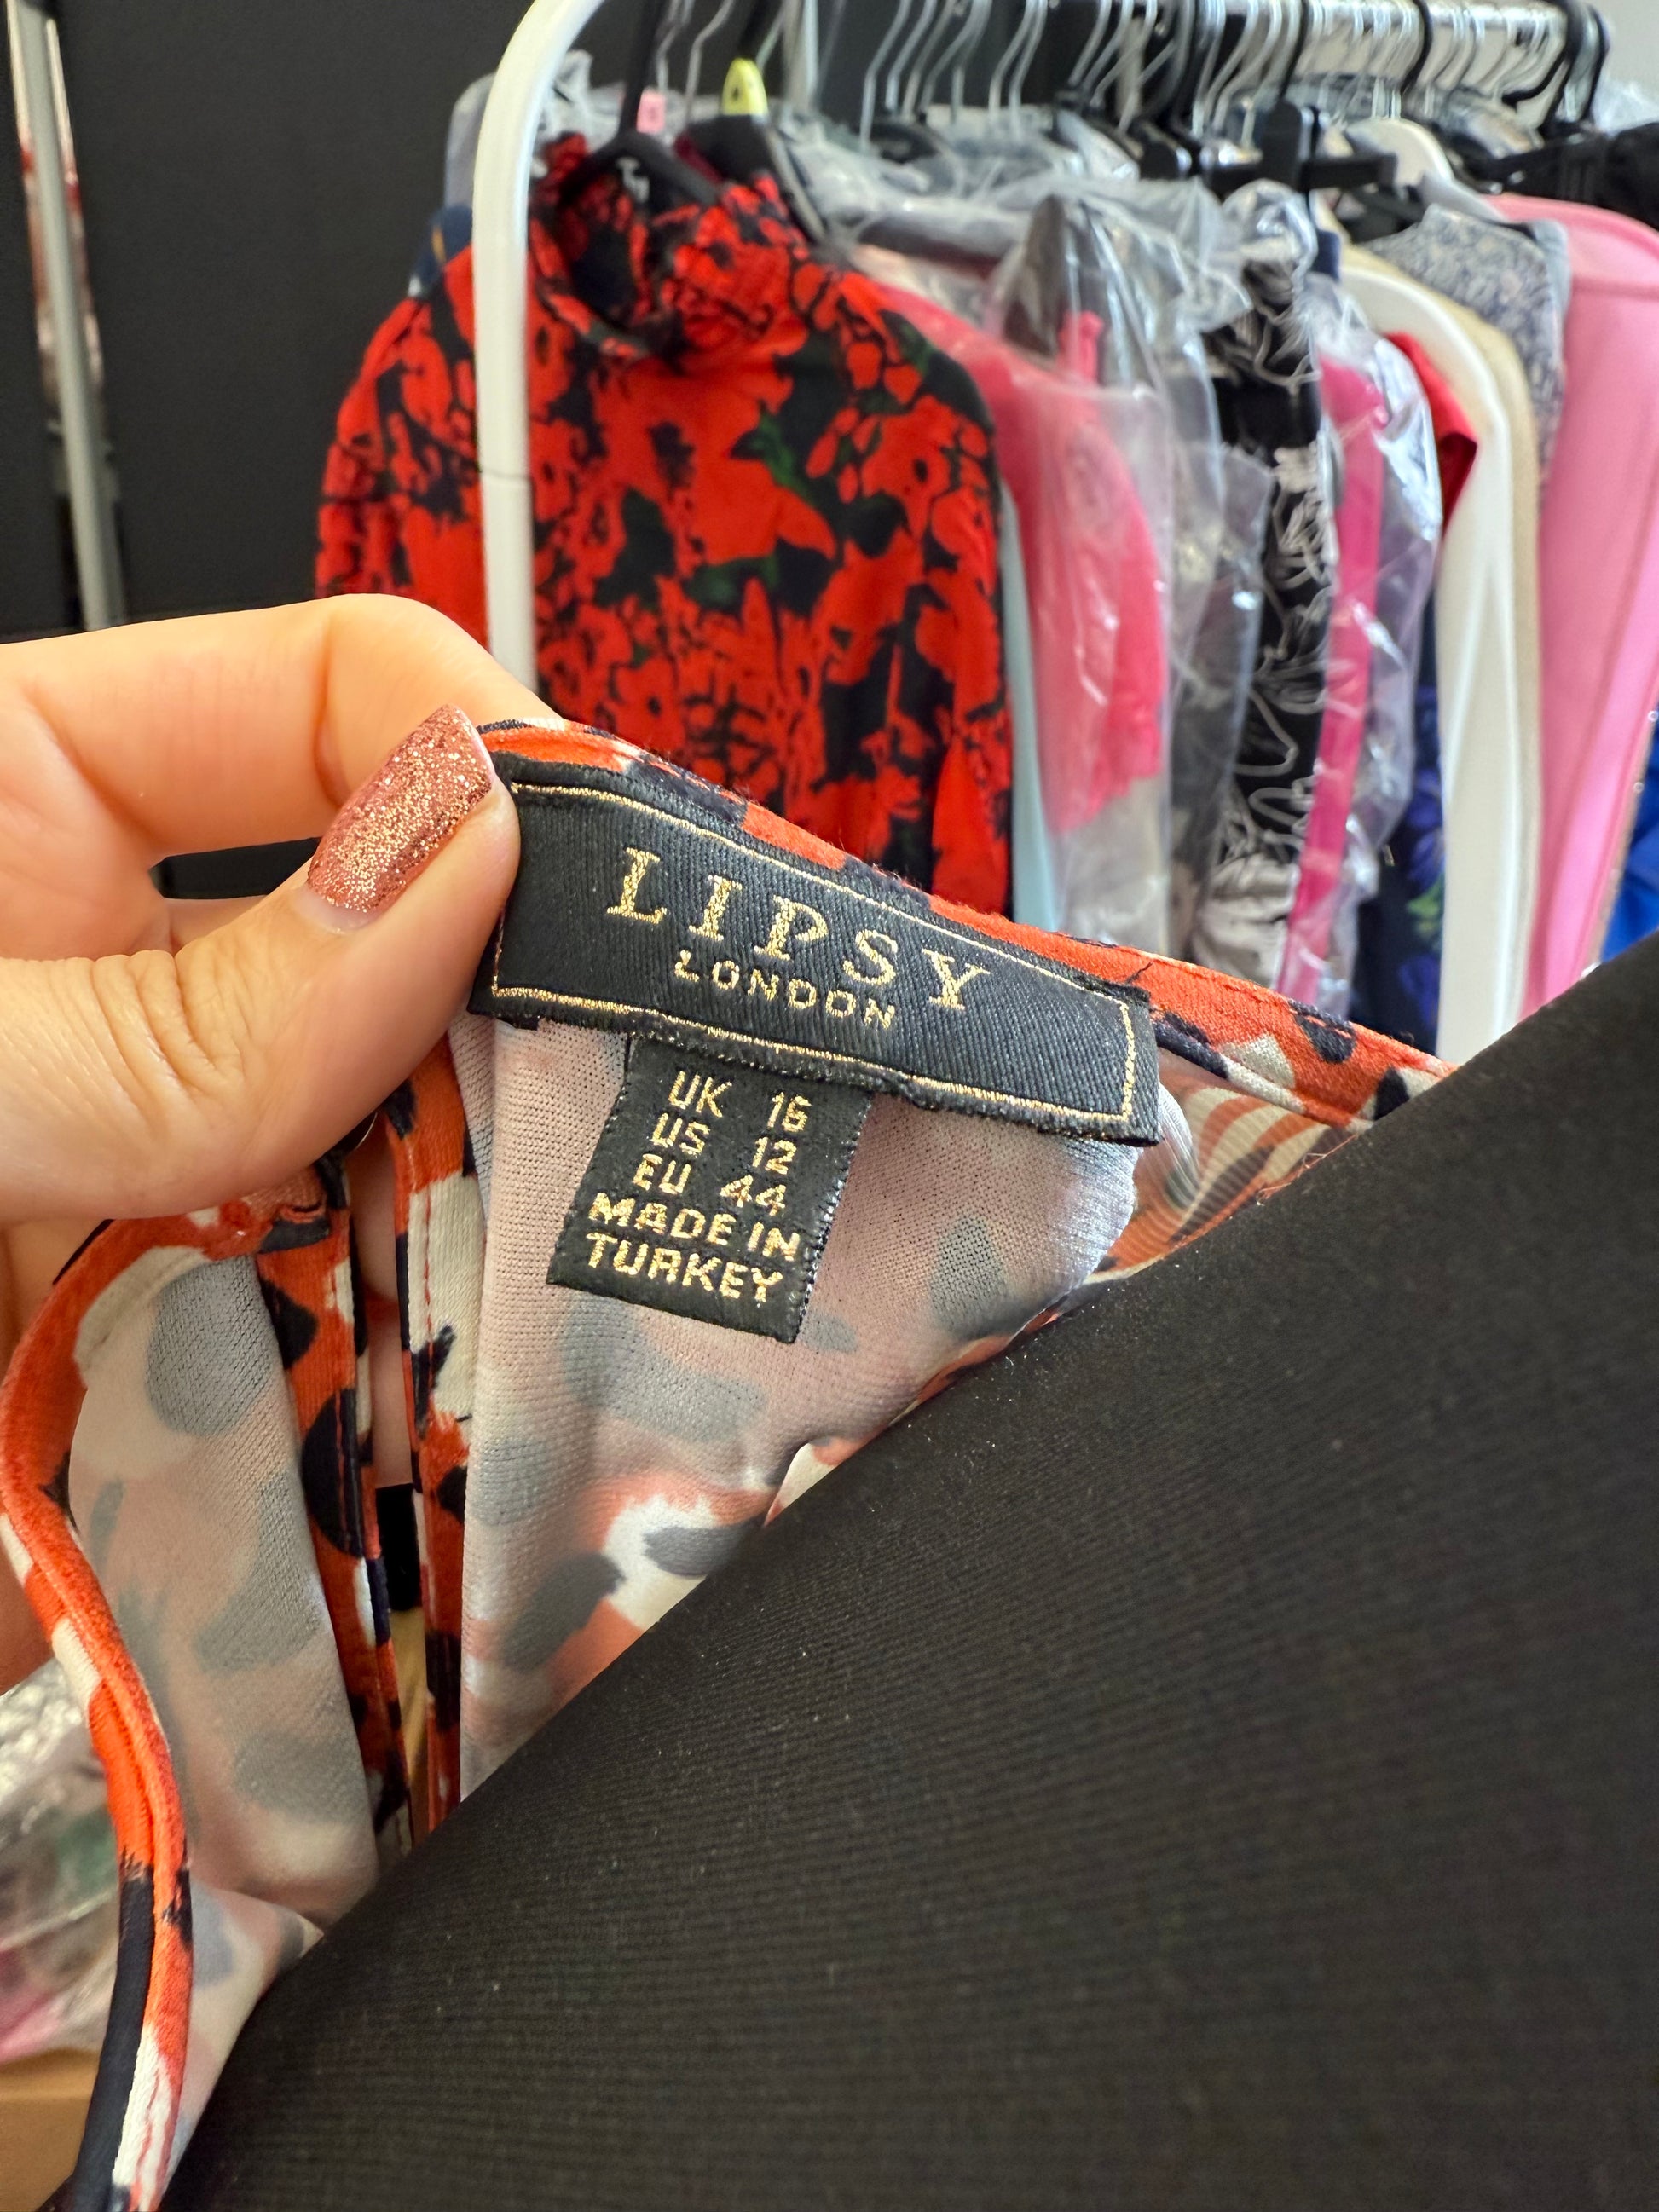 LIPSY
LONDON
UK 16
US 12
EU 44
MADE IN
TURKEY